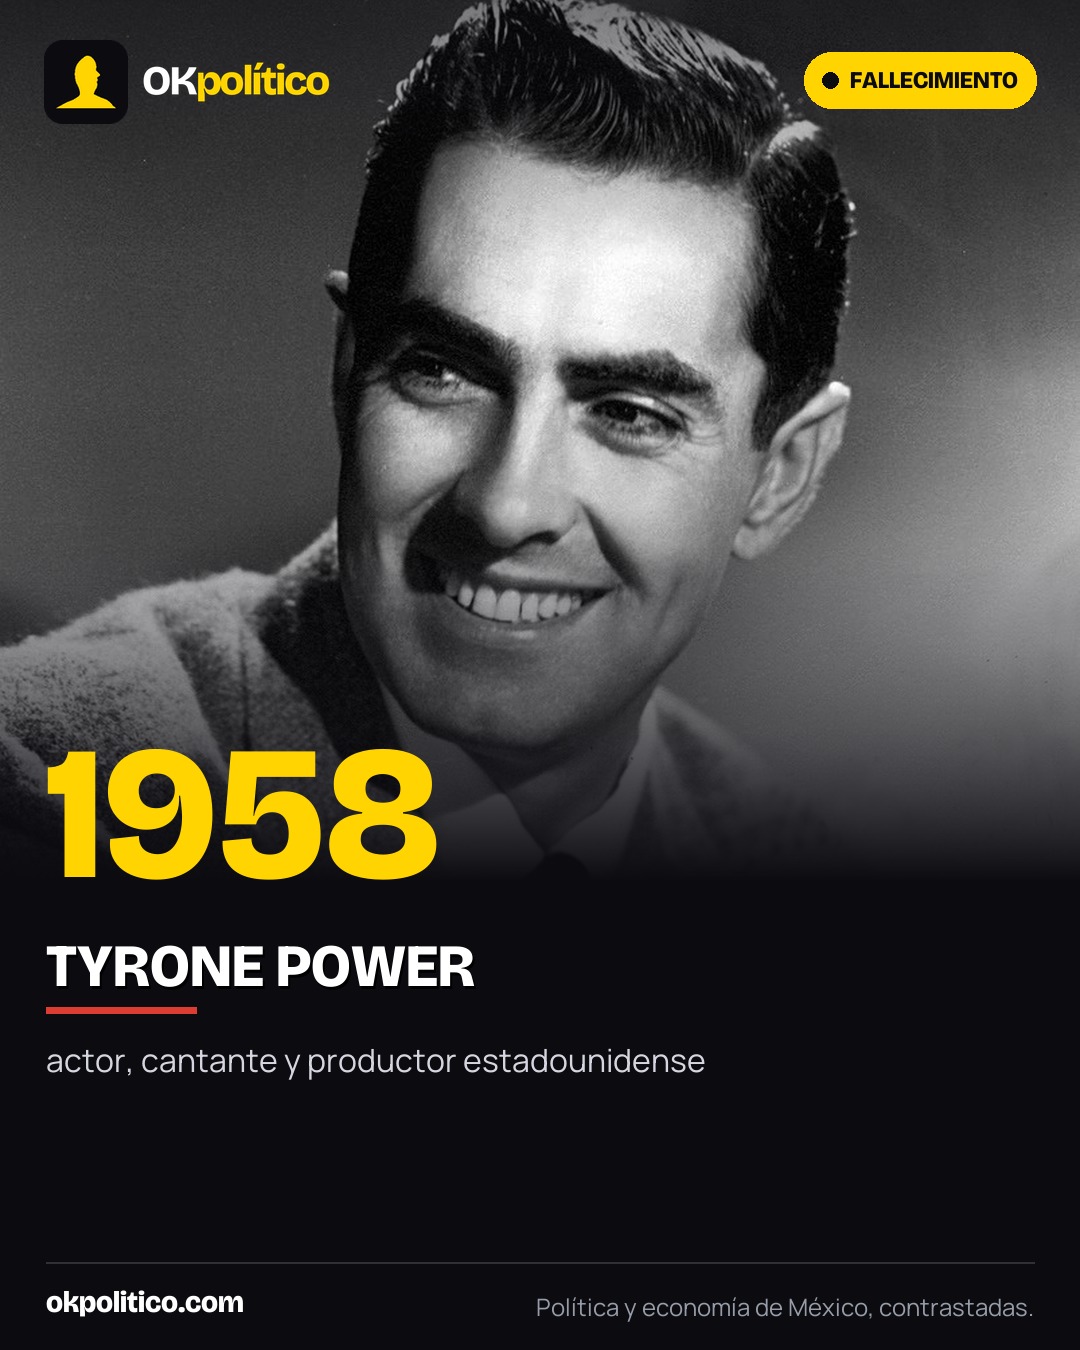 OKpolítico
FALLECIMIENTO
1958
TYRONE POWER
actor, cantante y productor estadounidense
okpolitico.com
Política y economía de México, contrastadas.